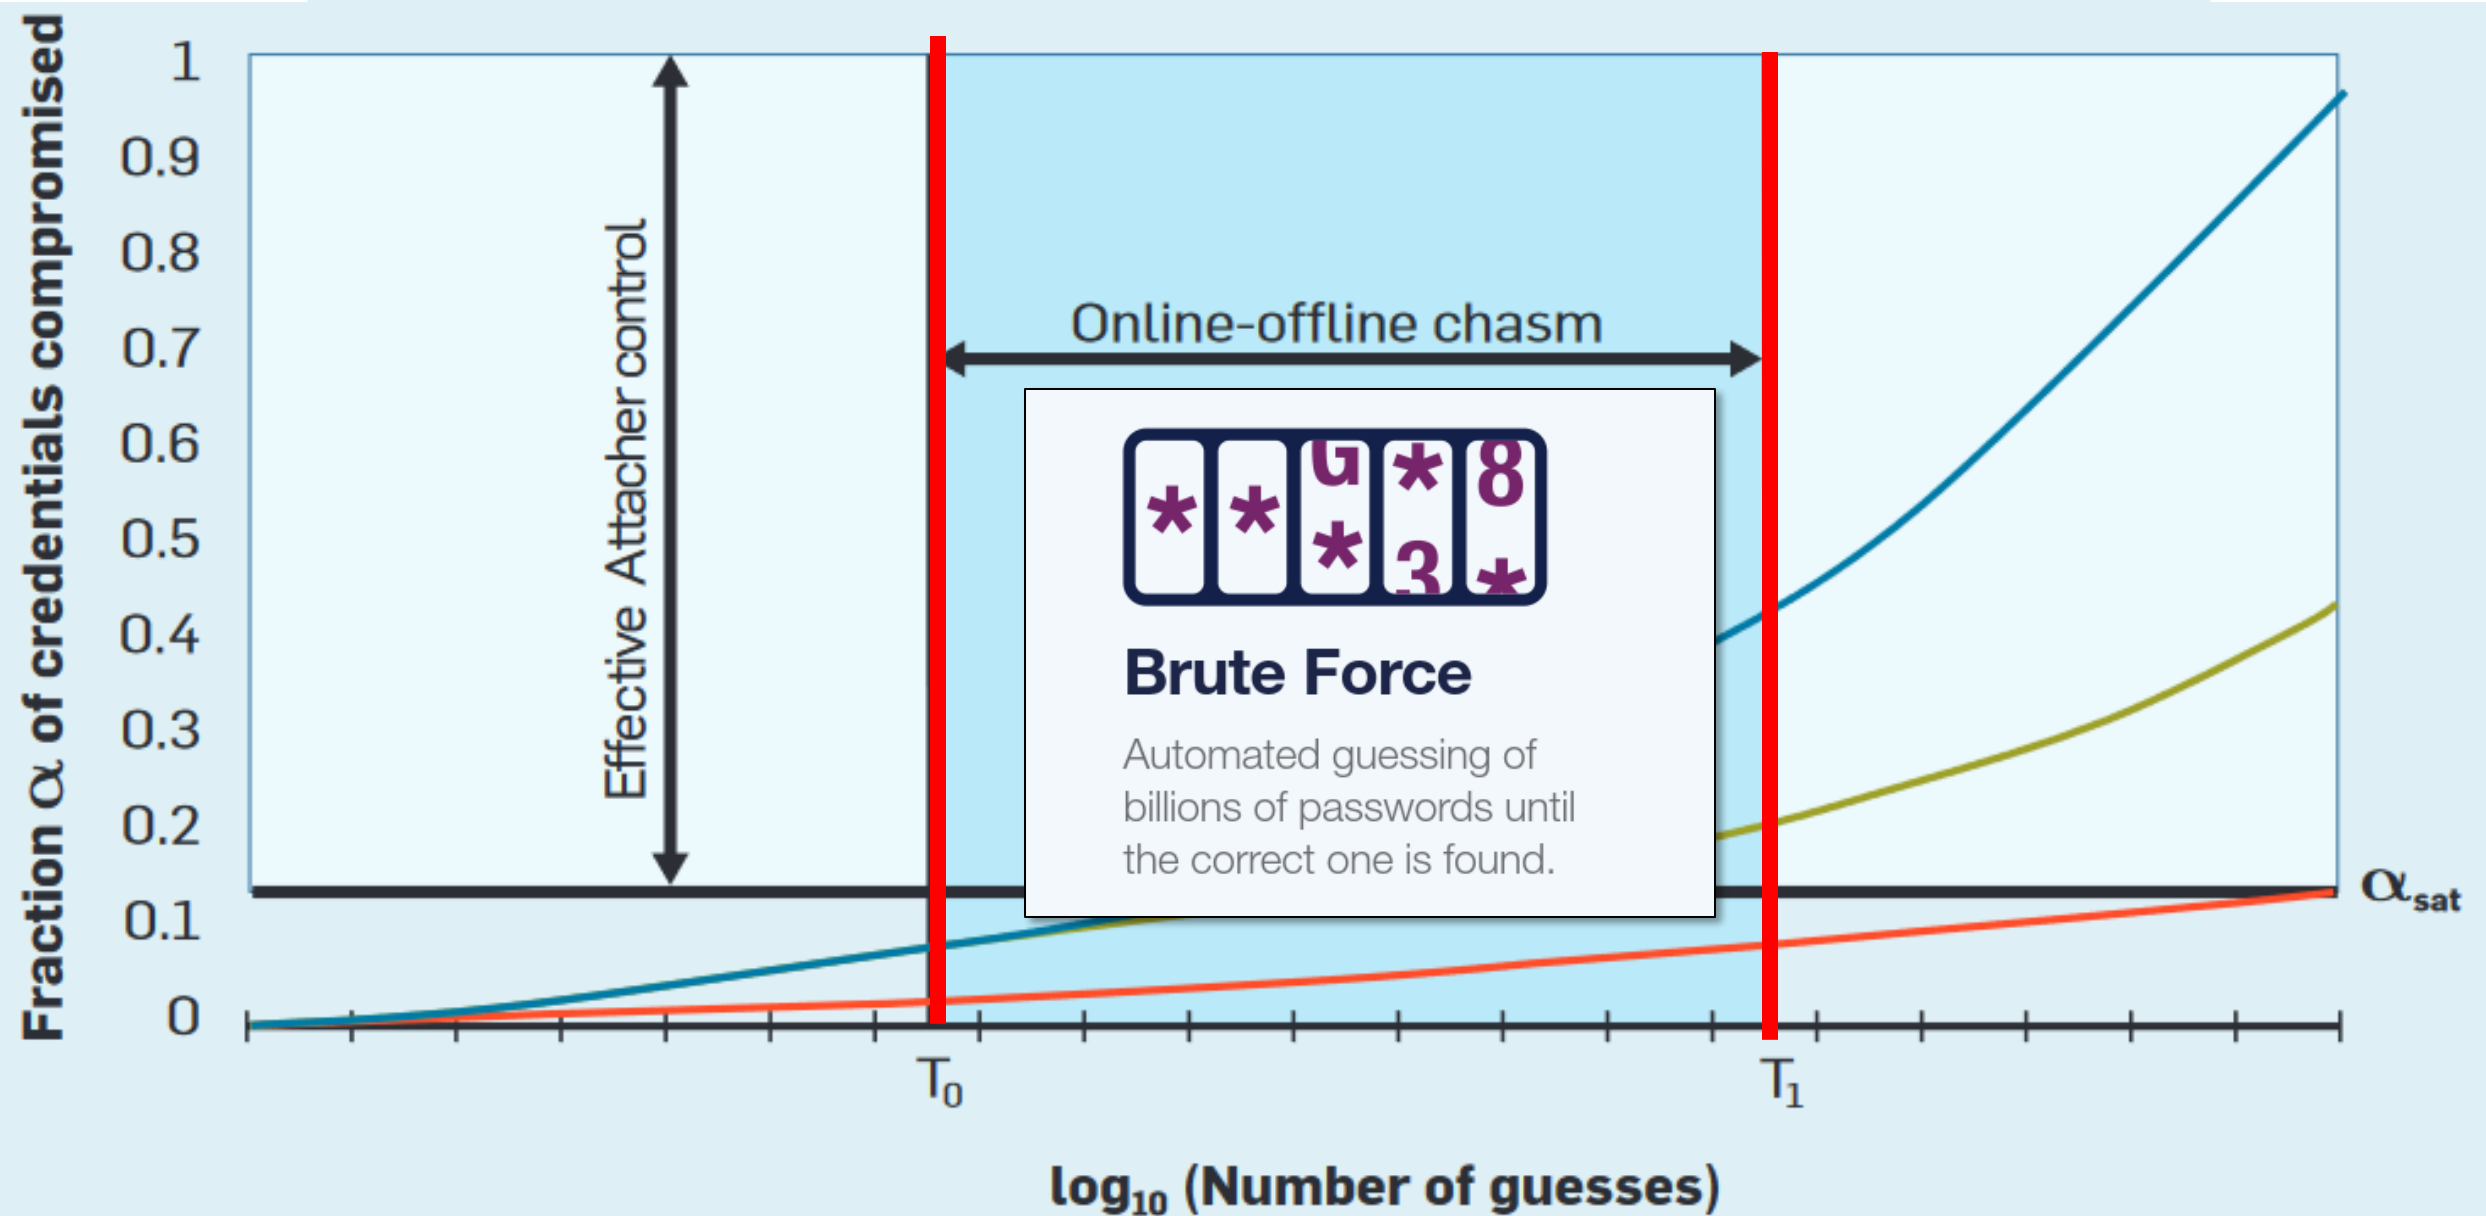 Fraction α of credentials compromised
1
0.9
0.8
0.7
0.6
0.5
0.4
0.3
0.2
0.1
0
Effective Attacher control
Online-offline chasm
* * G * 8
* 3 *
Brute Force
Automated guessing of
billions of passwords until
the correct one is found.
αsat
T0
T1
log10 (Number of guesses)